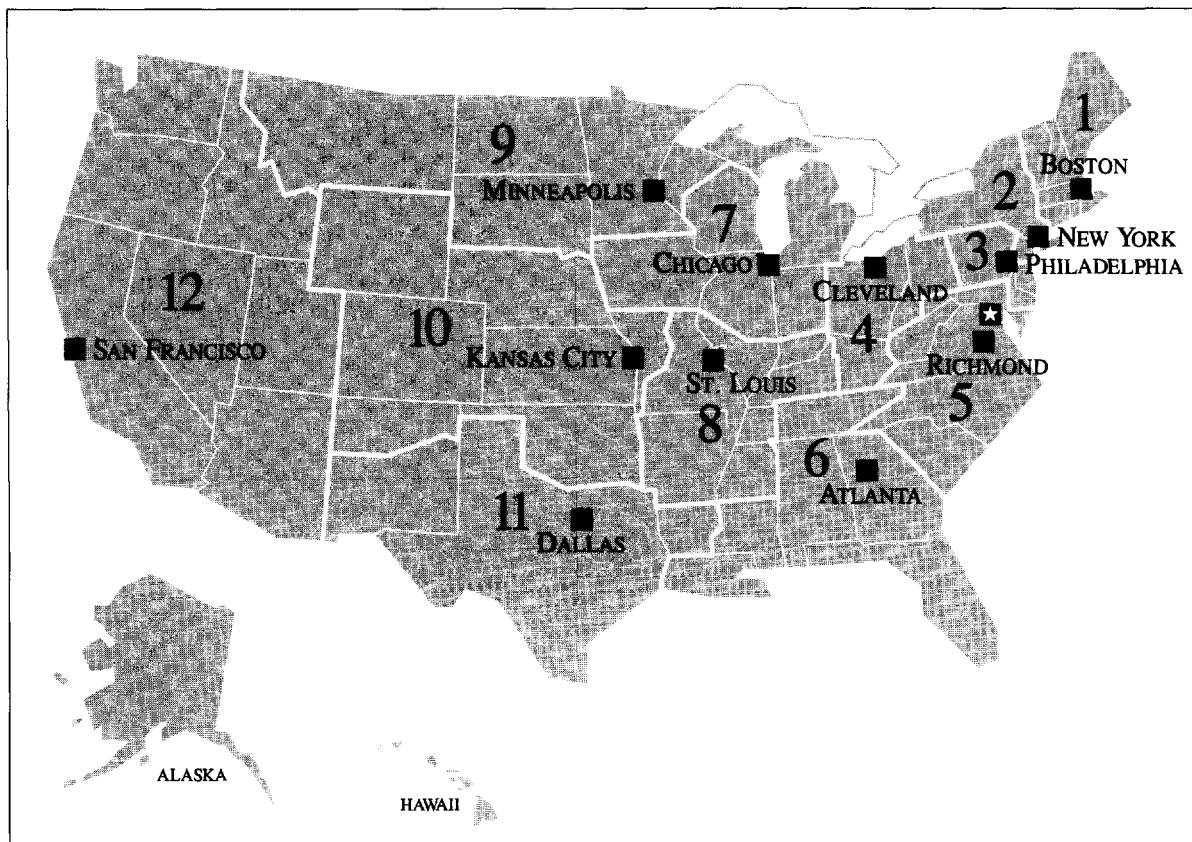 1
9
BOSTON
MINNEAPOLIS
2
7
NEW YORK
3
PHILADELPHIA
CHICAGO
CLEVELAND
12
10
4
SAN FRANCISCO
KANSAS CITY
RICHMOND
ST. LOUIS
5
8
6
ATLANTA
11
DALLAS
ALASKA
HAWAII